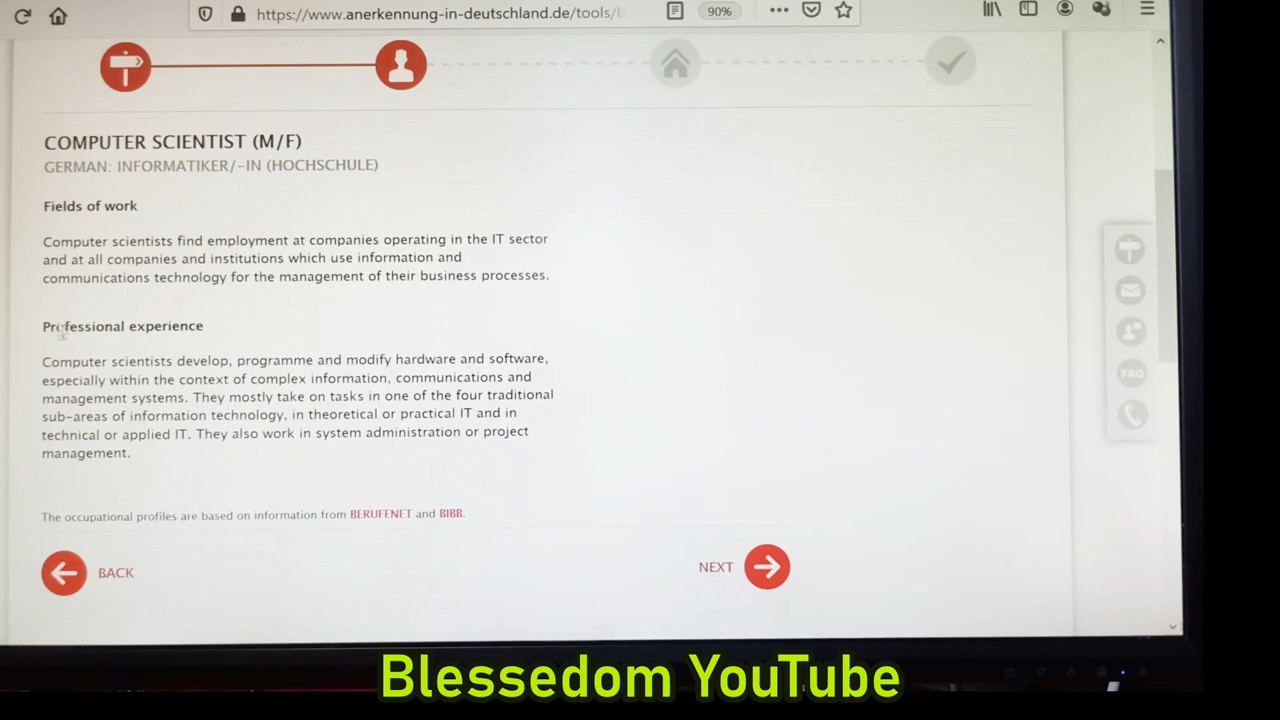 https://www.anerkennung-in-deutschland.de/tools/b
90%
COMPUTER SCIENTIST (M/F)
GERMAN: INFORMATIKER/-IN (HOCHSCHULE)
Fields of work
Computer scientists find employment at companies operating in the IT sector
and at all companies and institutions which use information and
communications technology for the management of their business processes.
Professional experience
Computer scientists develop, programme and modify hardware and software,
especially within the context of complex information, communications and
management systems. They mostly take on tasks in one of the four traditional
sub-areas of information technology, in theoretical or practical IT and in
technical or applied IT. They also work in system administration or project
management.
The occupational profiles are based on information from BERUFENET and BIBB.
BACK
NEXT
FAQ
Blessedom YouTube